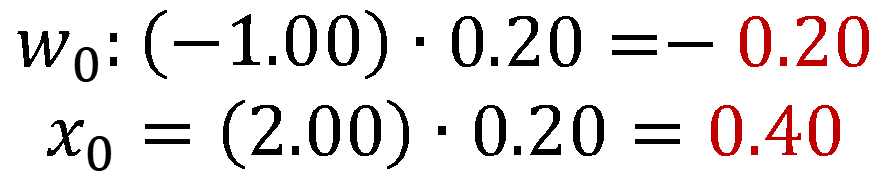 w₀: (−1.00) · 0.20 =− 0.20
x₀ = (2.00) · 0.20 = 0.40